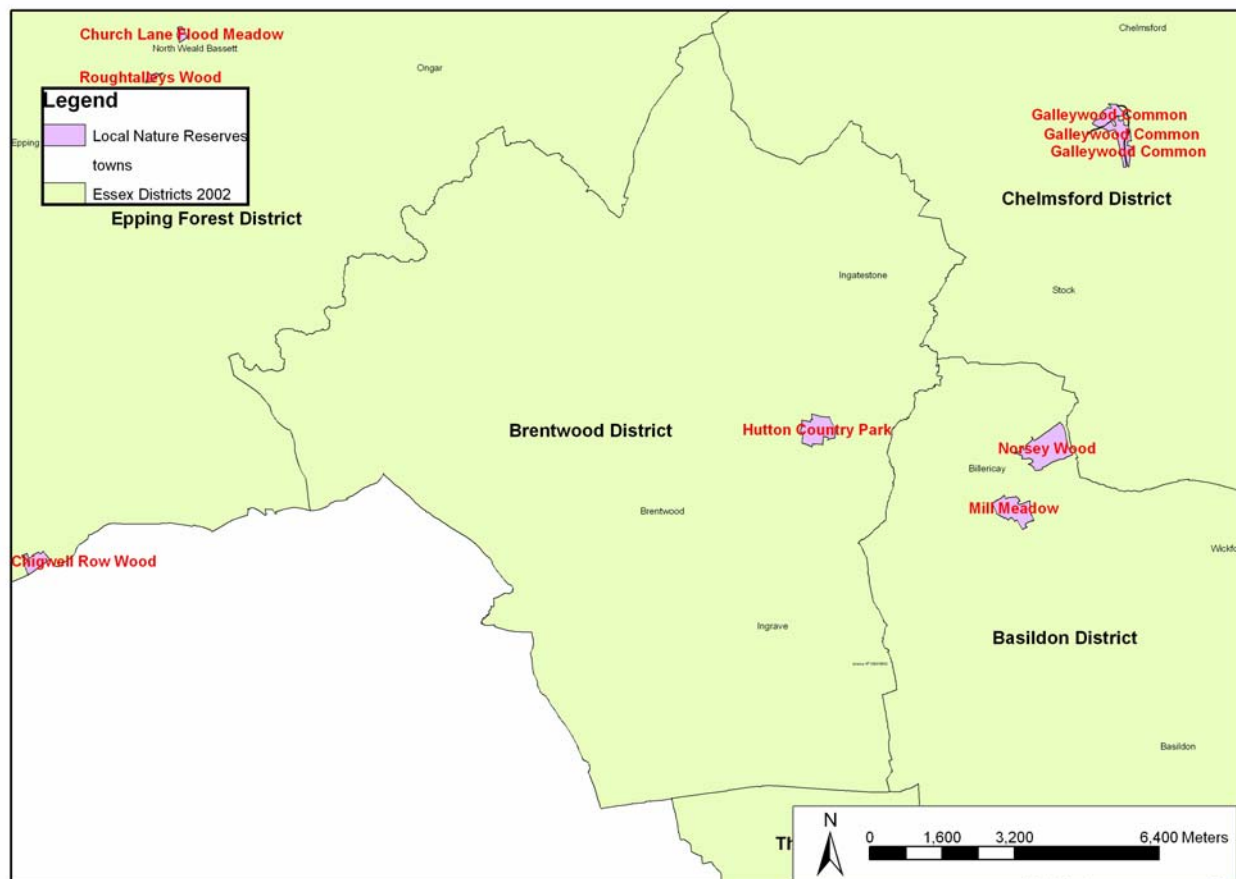 Church Lane Flood Meadow
North Weald Bassett
Chelmsford
Ongar
Roughtalleys Wood
Legend
Local Nature Reserves
towns
Essex Districts 2002
Epping
Galleywood Common
Galleywood Common
Galleywood Common
Epping Forest District
Chelmsford District
Ingatestone
Stock
Brentwood District
Hutton Country Park
Norsey Wood
Billericay
Mill Meadow
Brentwood
Chigwell Row Wood
Wickfo
Ingrave
Basildon District
Basildon
Th
N
0 1,600 3,200 6,400 Meters